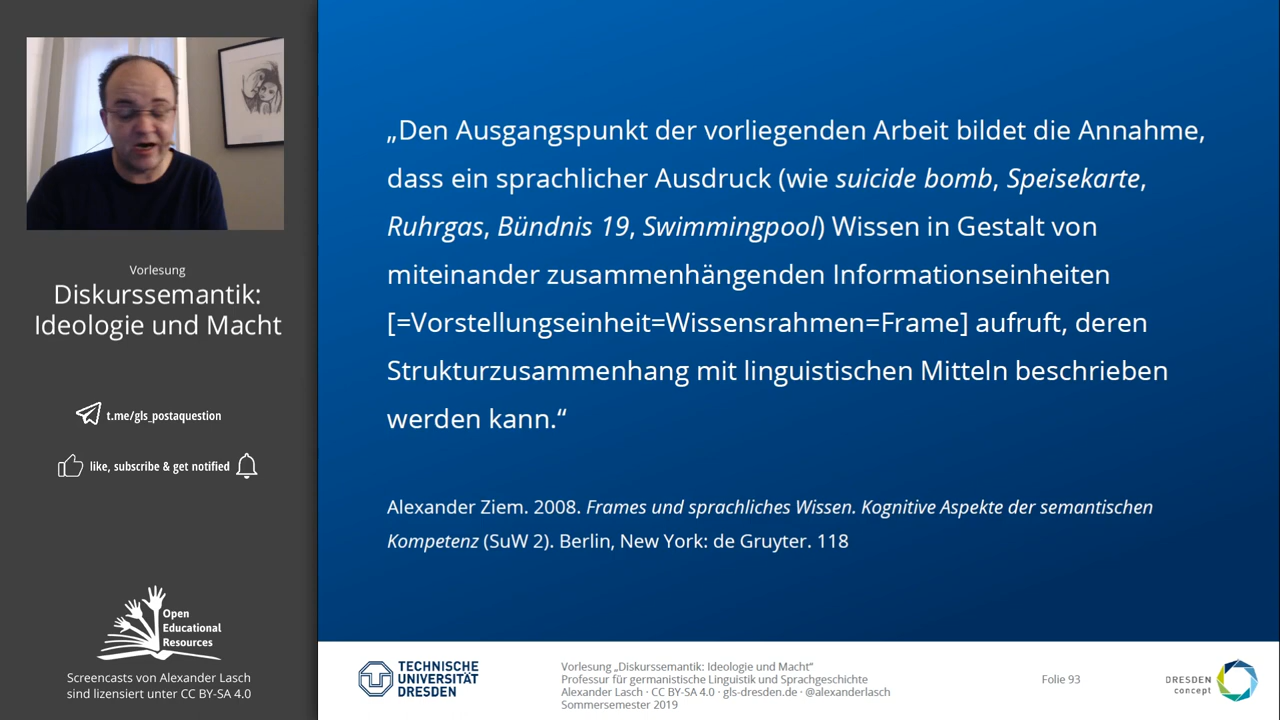 Vorlesung
Diskurssemantik:
Ideologie und Macht
t.me/gls_postaquestion
like, subscribe & get notified
Open
Educational
Resources
Screencasts von Alexander Lasch
sind lizensiert unter CC BY-SA 4.0
„Den Ausgangspunkt der vorliegenden Arbeit bildet die Annahme,
dass ein sprachlicher Ausdruck (wie suicide bomb, Speisekarte,
Ruhrgas, Bündnis 19, Swimmingpool) Wissen in Gestalt von
miteinander zusammenhängenden Informationseinheiten
[=Vorstellungseinheit=Wissensrahmen=Frame] aufruft, deren
Strukturzusammenhang mit linguistischen Mitteln beschrieben
werden kann.“
Alexander Ziem. 2008. Frames und sprachliches Wissen. Kognitive Aspekte der semantischen
Kompetenz (SuW 2). Berlin, New York: de Gruyter. 118
TECHNISCHE
UNIVERSITÄT
DRESDEN
Vorlesung „Diskurssemantik: Ideologie und Macht“
Professur für germanistische Linguistik und Sprachgeschichte
Alexander Lasch · CC BY-SA 4.0 · gls-dresden.de · @alexanderlasch
Sommersemester 2019
Folie 93
DRESDEN
concept